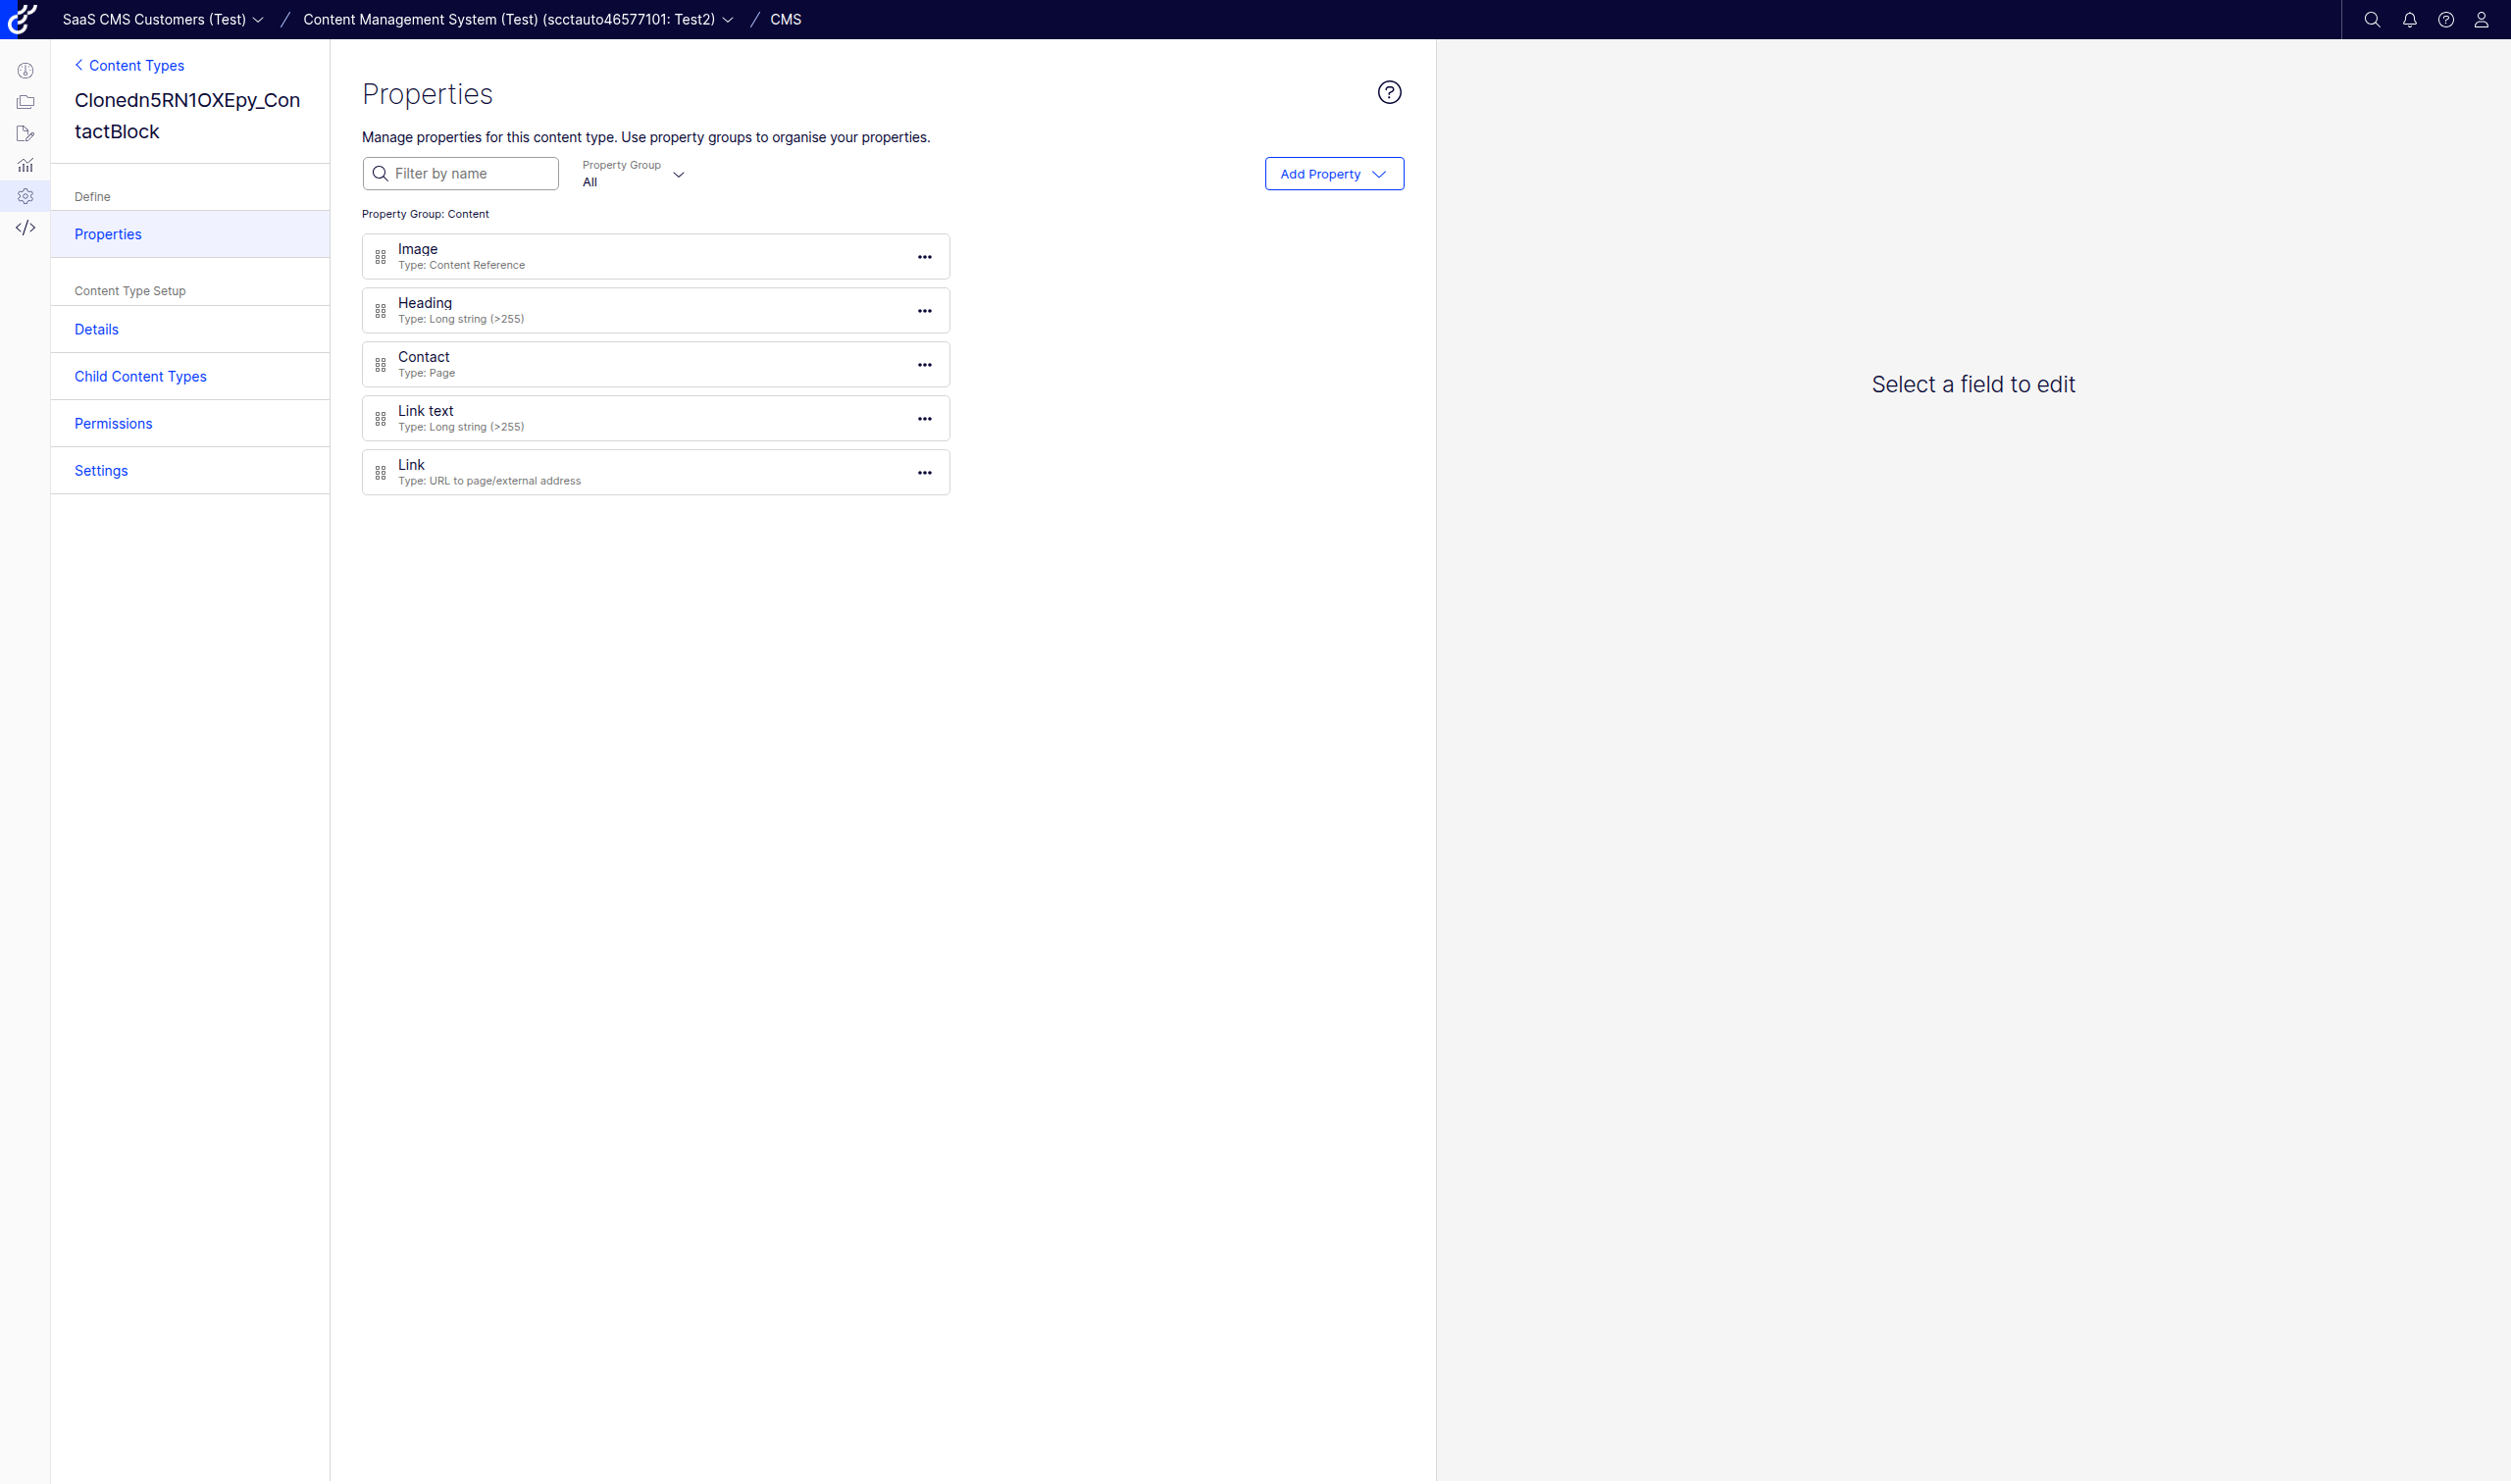 SaaS CMS Customers (Test) / Content Management System (Test) (scctauto46577101: Test2) / CMS
Content Types
Clonedn5RN1OXEpy_Con
tactBlock
Define
Properties
Content Type Setup
Details
Child Content Types
Permissions
Settings
Properties
Manage properties for this content type. Use property groups to organise your properties.
Filter by name
Property Group
All
Add Property
Property Group: Content
Image
Type: Content Reference
Heading
Type: Long string (>255)
Contact
Type: Page
Link text
Type: Long string (>255)
Link
Type: URL to page/external address
Select a field to edit